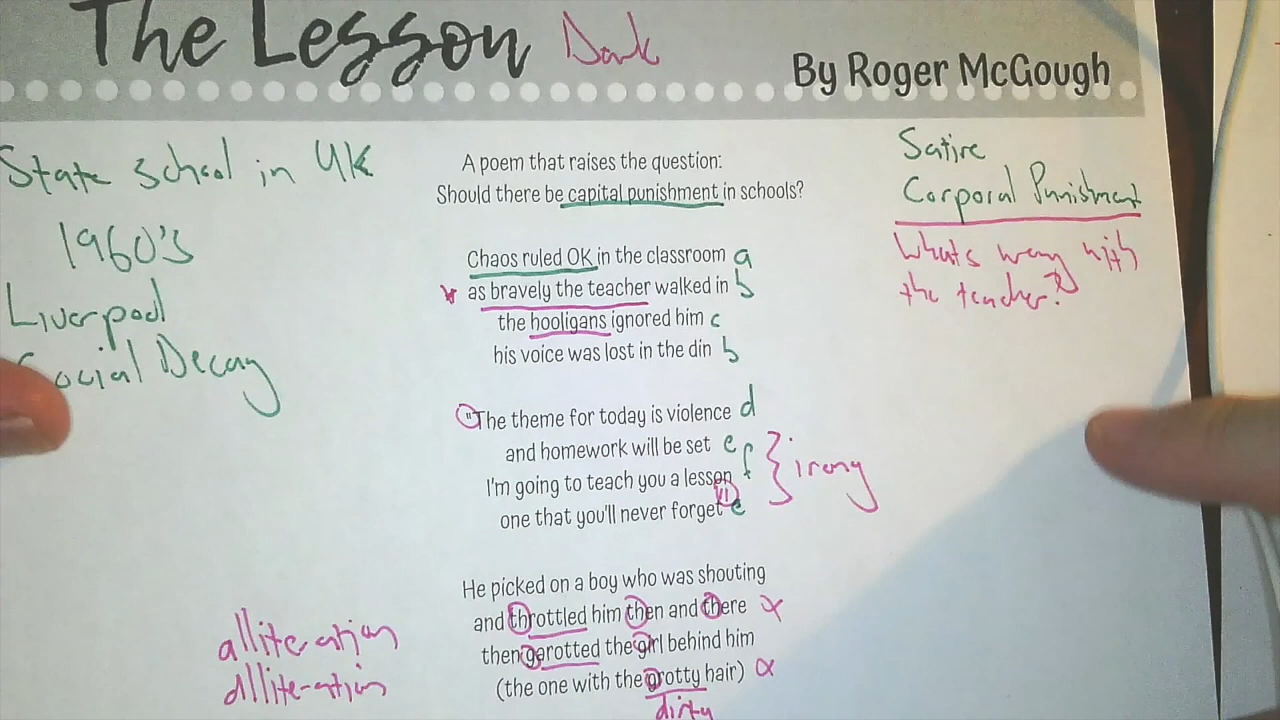 The Lesson Dark
By Roger McGough
State school in UK
1960's
Liverpool
Social Decay
A poem that raises the question:
Should there be capital punishment in schools?
Satire
Corporal Punishment
Whats wrong with
the teacher?
Chaos ruled OK in the classroom a
as bravely the teacher walked in b
the hooligans ignored him c
his voice was lost in the din b
"The theme for today is violence d
and homework will be set e
I'm going to teach you a lesson f
one that you'll never forget" e
irony
He picked on a boy who was shouting
and throttled him then and there
then garotted the girl behind him
(the one with the grotty hair)
dirty
alliteration
alliteration